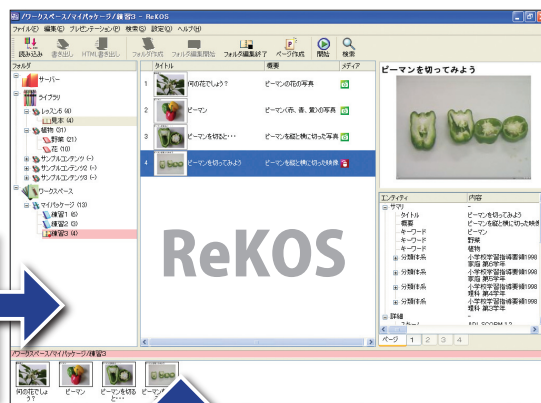 /ワークスペース/マイパッケージ/練習3 - ReKOS
ファイル(F) 編集(E) プレゼンテーション(P) 検索(S) 設定(O) ヘルプ(H)
読み込み 書き出し HTML書き出し フォルダ作成 フォルダ編集開始 フォルダ編集終了 ページ作成 開始 検索
フォルダ
サーバー
ライブラリ
レッスン5 (4)
見本 (4)
植物 (31)
野菜 (21)
花 (10)
サンプルコンテンツ (-)
サンプルコンテンツ2 (-)
サンプルコンテンツ3 (-)
ワークスペース
マイパッケージ (13)
練習1 (6)
練習2 (3)
練習3 (4)
タイトル 概要 メディア
1 何の花でしょう? ピーマンの花の写真
2 ピーマン ピーマン(赤、青、黄)の写真
3 ピーマンを切ると・・・ ピーマンを縦と横に切った写真
4 ピーマンを切ってみよう ピーマンを縦と横に切った映像
ReKOS
ピーマンを切ってみよう
エンティティ 内容
サマリ -
タイトル ピーマンを切ってみよう
概要 ピーマンを縦と横に切った映像
キーワード ピーマン
キーワード 野菜
キーワード 植物
分類体系 小学校学習指導要領1998
家庭 第5学年
分類体系 小学校学習指導要領1998
理科 第4学年
分類体系 小学校学習指導要領1998
理科 第3学年
詳細 -
ページ 1 2 3 4
/ワークスペース/マイパッケージ/練習3
何の花でしょ
う?
ピーマン
ピーマンを切る
と・・・